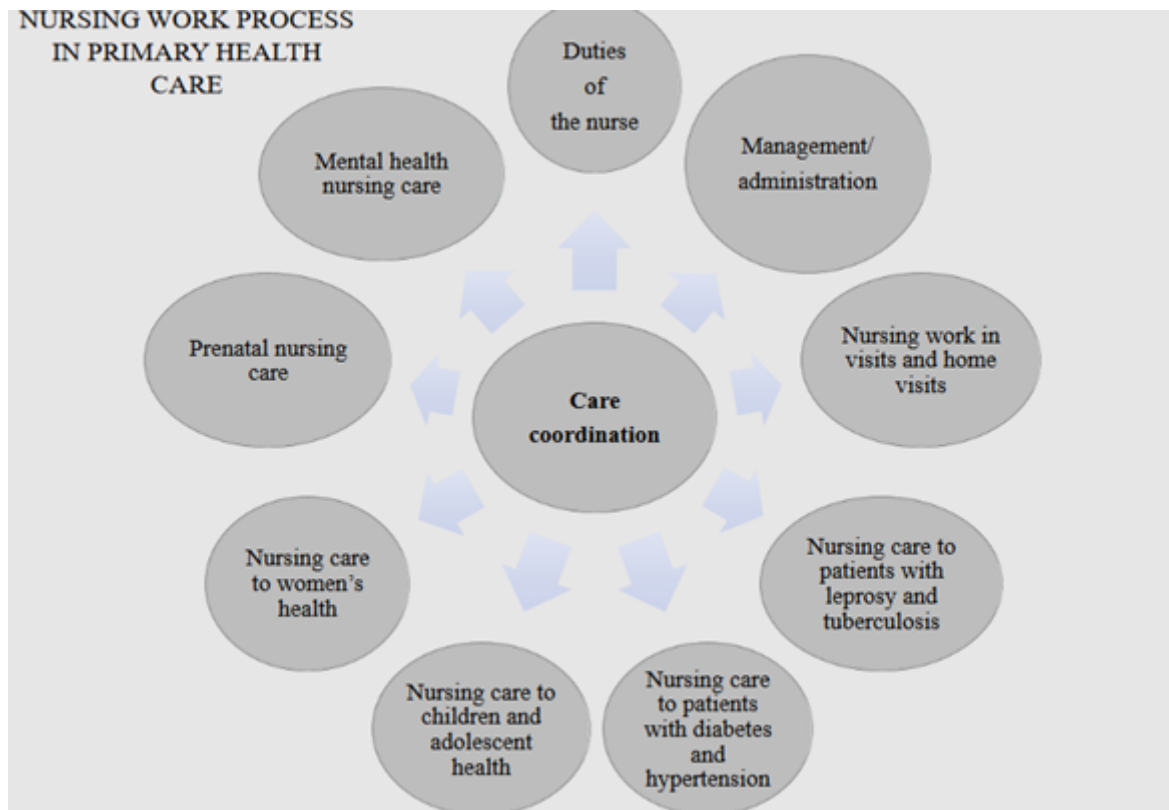 NURSING WORK PROCESS
IN PRIMARY HEALTH
CARE
Duties
of
the nurse
Management/
administration
Nursing work in
visits and home
visits
Nursing care to
patients with
leprosy and
tuberculosis
Nursing care
to patients
with diabetes
and
hypertension
Nursing care to
children and
adolescent
health
Nursing care
to women’s
health
Prenatal nursing
care
Mental health
nursing care
Care
coordination